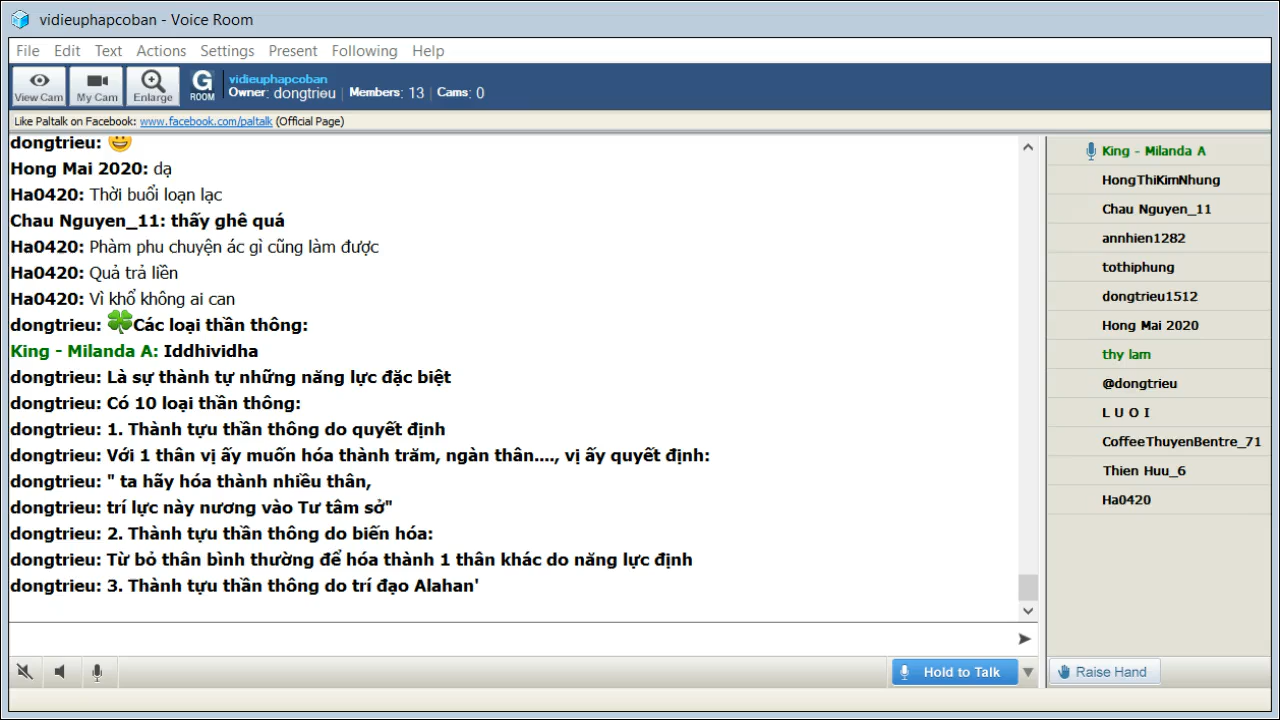 vidieuphapcoban - Voice Room
File Edit Text Actions Settings Present Following Help
View Cam My Cam Enlarge G ROOM
vidieuphapcoban
Owner: dongtrieu | Members: 13 | Cams: 0
Like Paltalk on Facebook: www.facebook.com/paltalk (Official Page)
dongtrieu:
Hong Mai 2020: dạ
Ha0420: Thời buổi loạn lạc
Chau Nguyen_11: thấy ghê quá
Ha0420: Phàm phu chuyện ác gì cũng làm được
Ha0420: Quả trả liền
Ha0420: Vì khổ không ai can
dongtrieu: 🍀Các loại thần thông:
King - Milanda A: Iddhividha
dongtrieu: Là sự thành tự những năng lực đặc biệt
dongtrieu: Có 10 loại thần thông:
dongtrieu: 1. Thành tựu thần thông do quyết định
dongtrieu: Với 1 thân vị ấy muốn hóa thành trăm, ngàn thân...., vị ấy quyết định:
dongtrieu: " ta hãy hóa thành nhiều thân,
dongtrieu: trí lực này nương vào Tư tâm sở"
dongtrieu: 2. Thành tựu thần thông do biến hóa:
dongtrieu: Từ bỏ thân bình thường để hóa thành 1 thân khác do năng lực định
dongtrieu: 3. Thành tựu thần thông do trí đạo Alahan'
King - Milanda A
HongThiKimNhung
Chau Nguyen_11
annhien1282
tothiphung
dongtrieu1512
Hong Mai 2020
thy lam
@dongtrieu
L U O I
CoffeeThuyenBentre_71
Thien Huu_6
Ha0420
Hold to Talk
Raise Hand